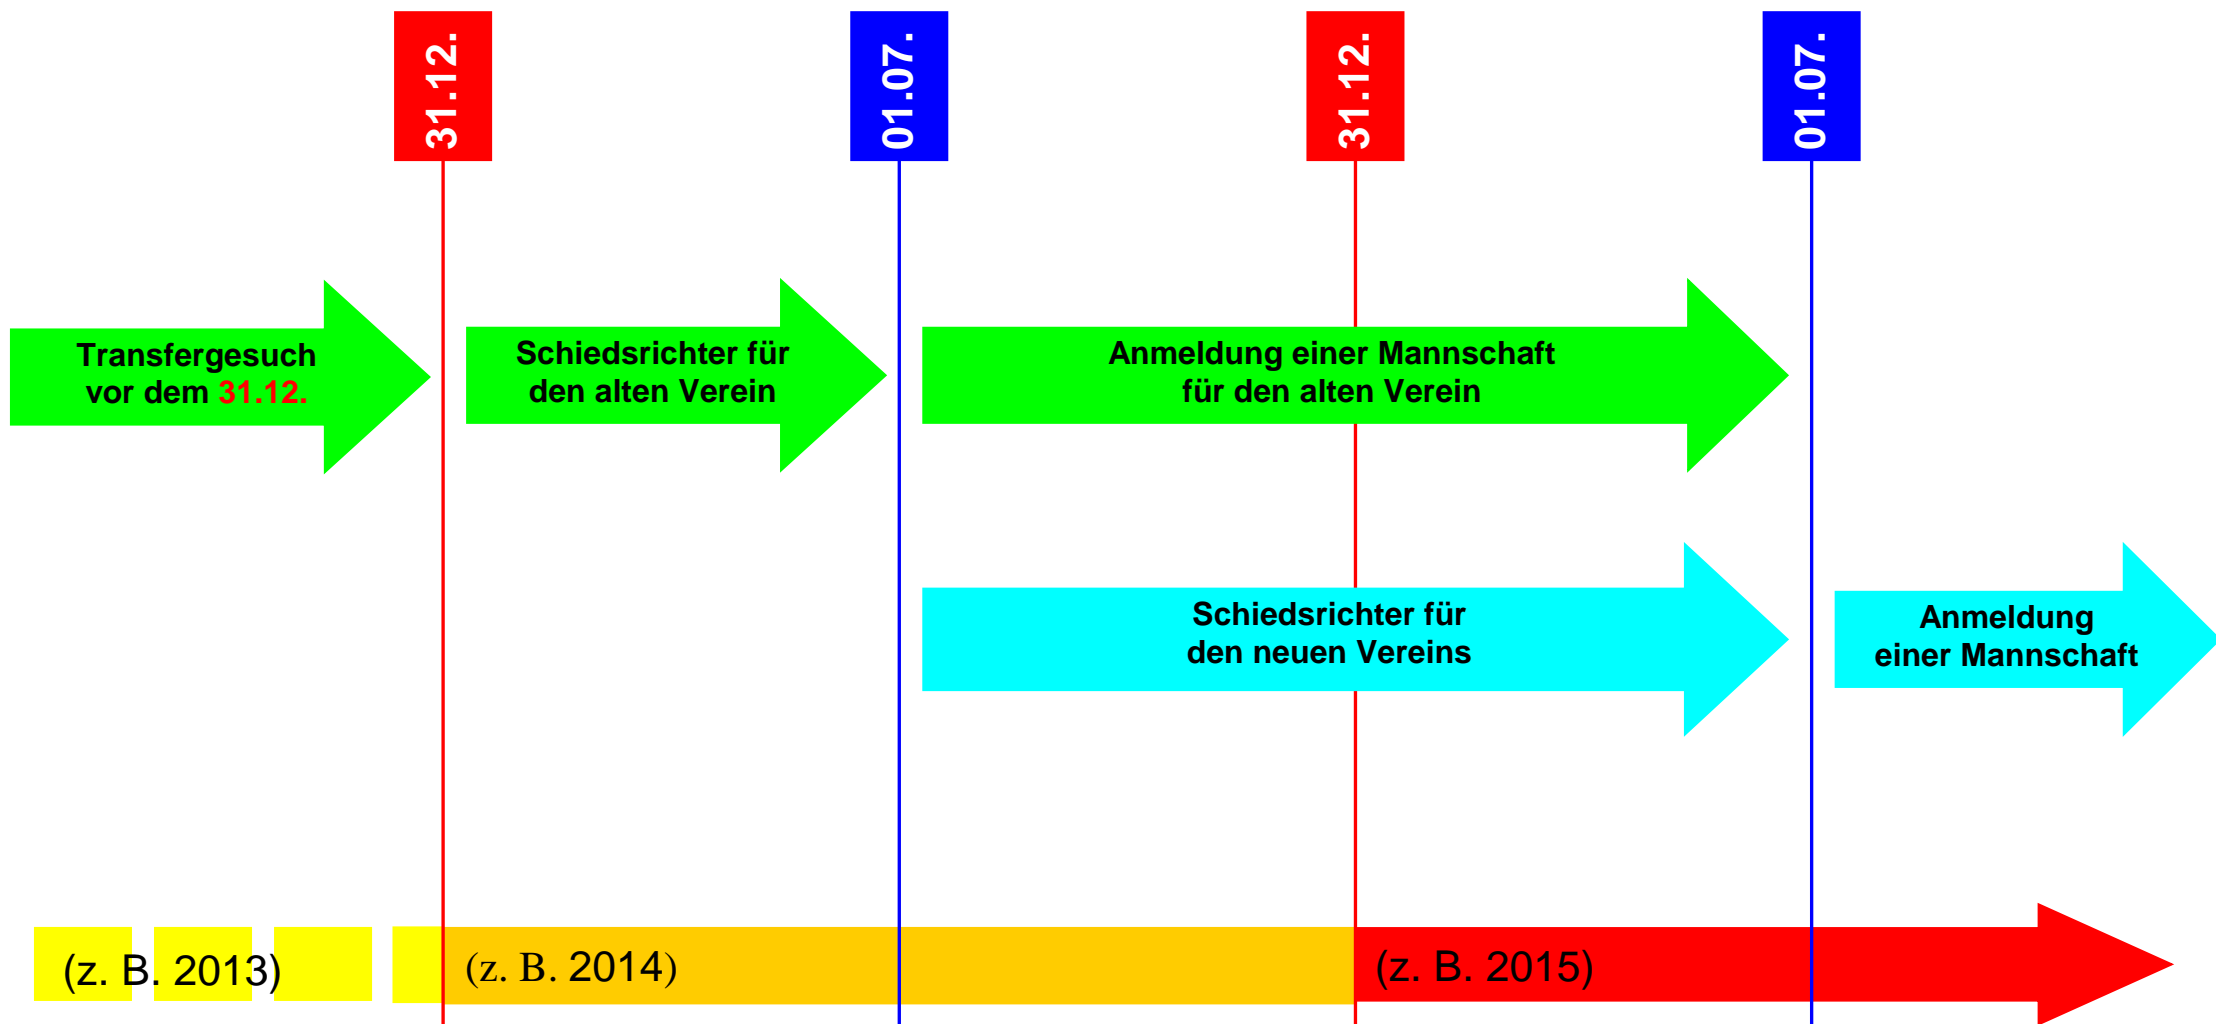 31.12.
01.07.
31.12.
01.07.
Transfergesuch
vor dem 31.12.
Schiedsrichter für
den alten Verein
Anmeldung einer Mannschaft
für den alten Verein
Schiedsrichter für
den neuen Vereins
Anmeldung
einer Mannschaft
(z. B. 2013)
(z. B. 2014)
(z. B. 2015)